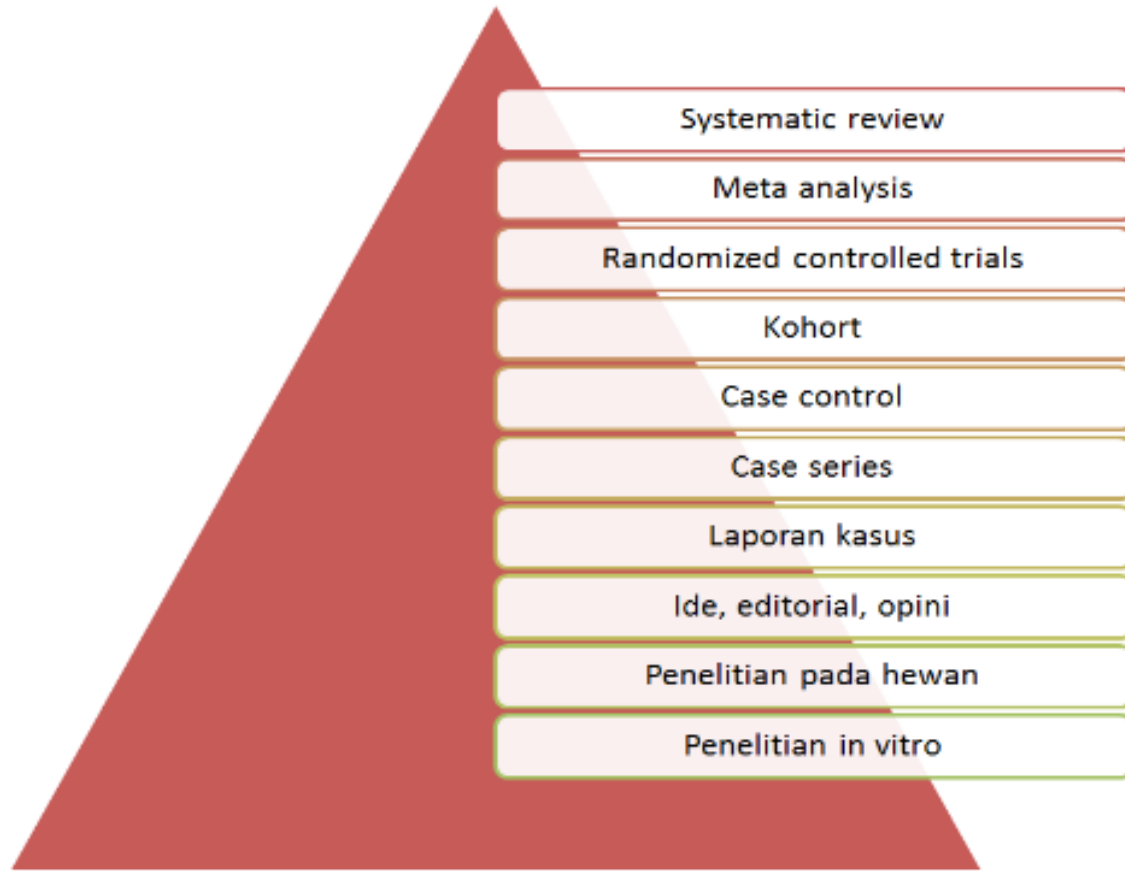 Systematic review
Meta analysis
Randomized controlled trials
Kohort
Case control
Case series
Laporan kasus
Ide, editorial, opini
Penelitian pada hewan
Penelitian in vitro